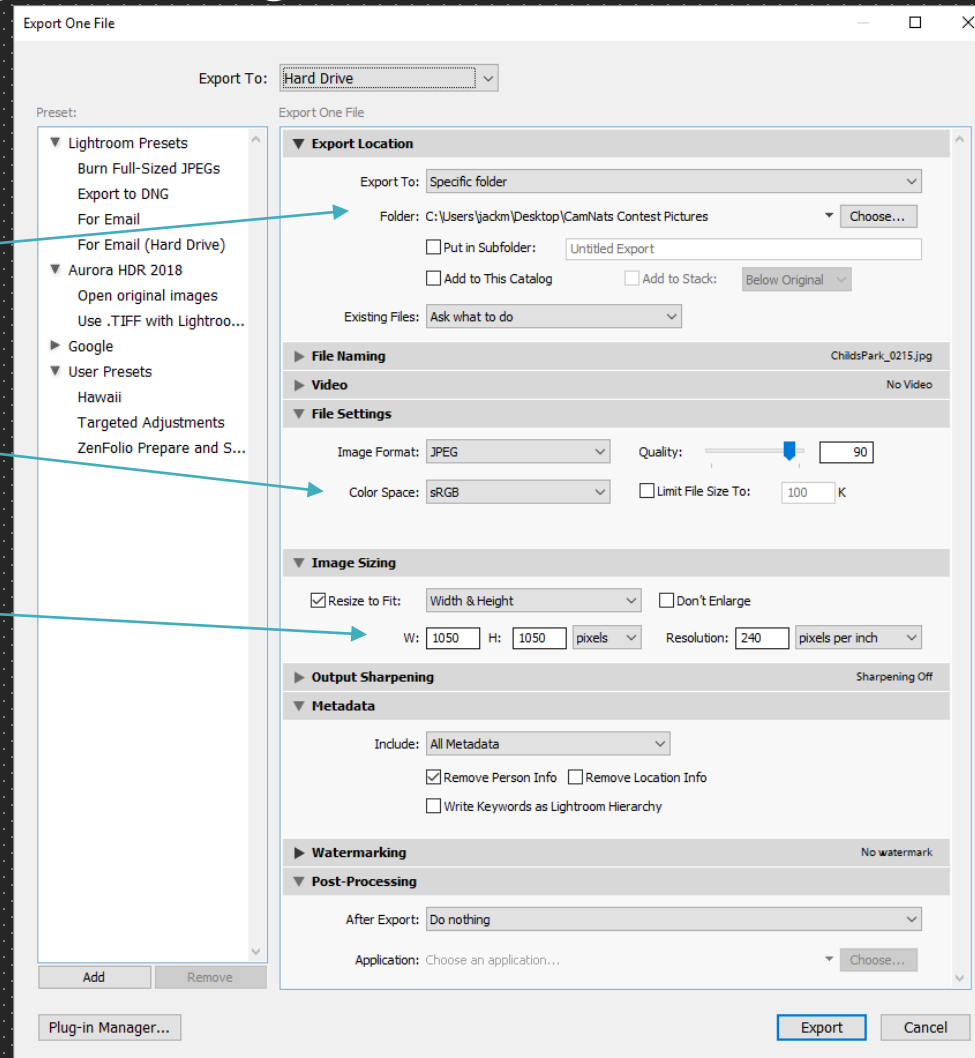 Export One File
Export To: Hard Drive
Preset:
Lightroom Presets
Burn Full-Sized JPEGs
Export to DNG
For Email
For Email (Hard Drive)
Aurora HDR 2018
Open original images
Use .TIFF with Lightroo...
Google
User Presets
Hawaii
Targeted Adjustments
ZenFolio Prepare and S...
Add Remove
Plug-in Manager...
Export One File
Export Location
Export To: Specific folder
Folder: C:\Users\jackm\Desktop\CamNats Contest Pictures Choose...
Put in Subfolder: Untitled Export
Add to This Catalog Add to Stack: Below Original
Existing Files: Ask what to do
File Naming ChildsPark_0215.jpg
Video No Video
File Settings
Image Format: JPEG Quality: 90
Color Space: sRGB Limit File Size To: 100 K
Image Sizing
Resize to Fit: Width & Height Don't Enlarge
W: 1050 H: 1050 pixels Resolution: 240 pixels per inch
Output Sharpening Sharpening Off
Metadata
Include: All Metadata
Remove Person Info Remove Location Info
Write Keywords as Lightroom Hierarchy
Watermarking No watermark
Post-Processing
After Export: Do nothing
Application: Choose an application... Choose...
Export Cancel